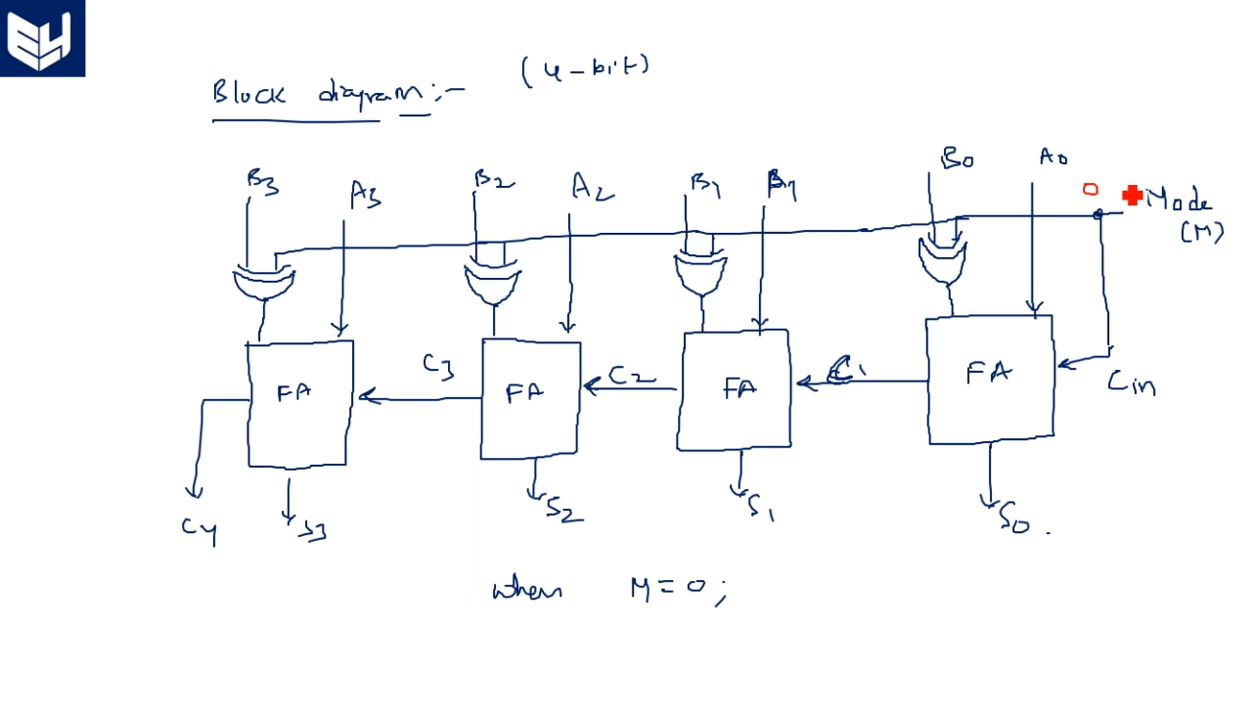 Block diagram :- (4-bit)
B3 A3 B2 A2 B1 B1 B0 A0 0 Mode
(M)
FA C3 FA C2 FA C1 FA Cin
C4 S3 S2 S1 S0.
when M=0;